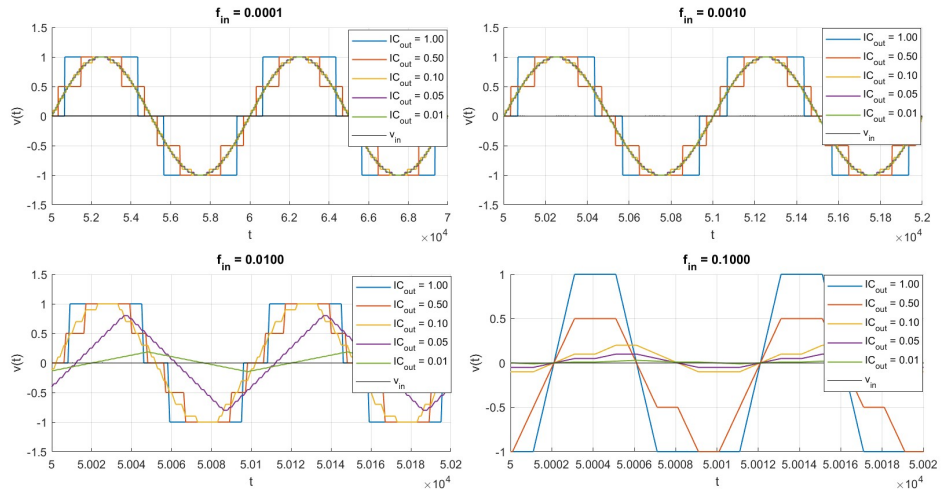 f_in = 0.0001
1.5
1
0.5
0
-0.5
-1
-1.5
v(t)
5 5.2 5.4 5.6 5.8 6 6.2 6.4 6.6 6.8 7
t
×10^4
IC_out = 1.00
IC_out = 0.50
IC_out = 0.10
IC_out = 0.05
IC_out = 0.01
v_in
f_in = 0.0010
1.5
1
0.5
0
-0.5
-1
-1.5
v(t)
5 5.02 5.04 5.06 5.08 5.1 5.12 5.14 5.16 5.18 5.2
t
×10^4
IC_out = 1.00
IC_out = 0.50
IC_out = 0.10
IC_out = 0.05
IC_out = 0.01
v_in
f_in = 0.0100
1.5
1
0.5
0
-0.5
-1
-1.5
v(t)
5 5.002 5.004 5.006 5.008 5.01 5.012 5.014 5.016 5.018 5.02
t
×10^4
IC_out = 1.00
IC_out = 0.50
IC_out = 0.10
IC_out = 0.05
IC_out = 0.01
v_in
f_in = 0.1000
1
0.5
0
-0.5
-1
v(t)
5 5.0002 5.0004 5.0006 5.0008 5.001 5.0012 5.0014 5.0016 5.0018 5.002
t
×10^4
IC_out = 1.00
IC_out = 0.50
IC_out = 0.10
IC_out = 0.05
IC_out = 0.01
v_in